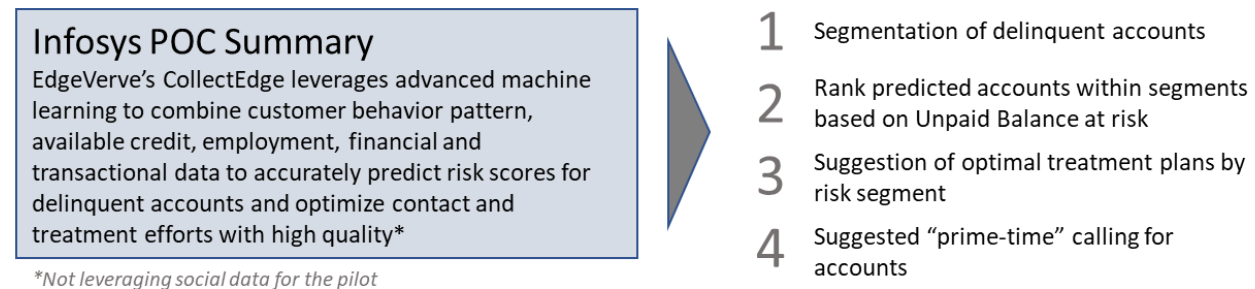 Infosys POC Summary
EdgeVerve's CollectEdge leverages advanced machine
learning to combine customer behavior pattern,
available credit, employment, financial and
transactional data to accurately predict risk scores for
delinquent accounts and optimize contact and
treatment efforts with high quality*
*Not leveraging social data for the pilot
1 Segmentation of delinquent accounts
2 Rank predicted accounts within segments
based on Unpaid Balance at risk
3 Suggestion of optimal treatment plans by
risk segment
4 Suggested “prime-time” calling for
accounts